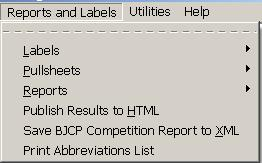 Reports and Labels Utilities Help
Labels
Pullsheets
Reports
Publish Results to HTML
Save BJCP Competition Report to XML
Print Abbreviations List